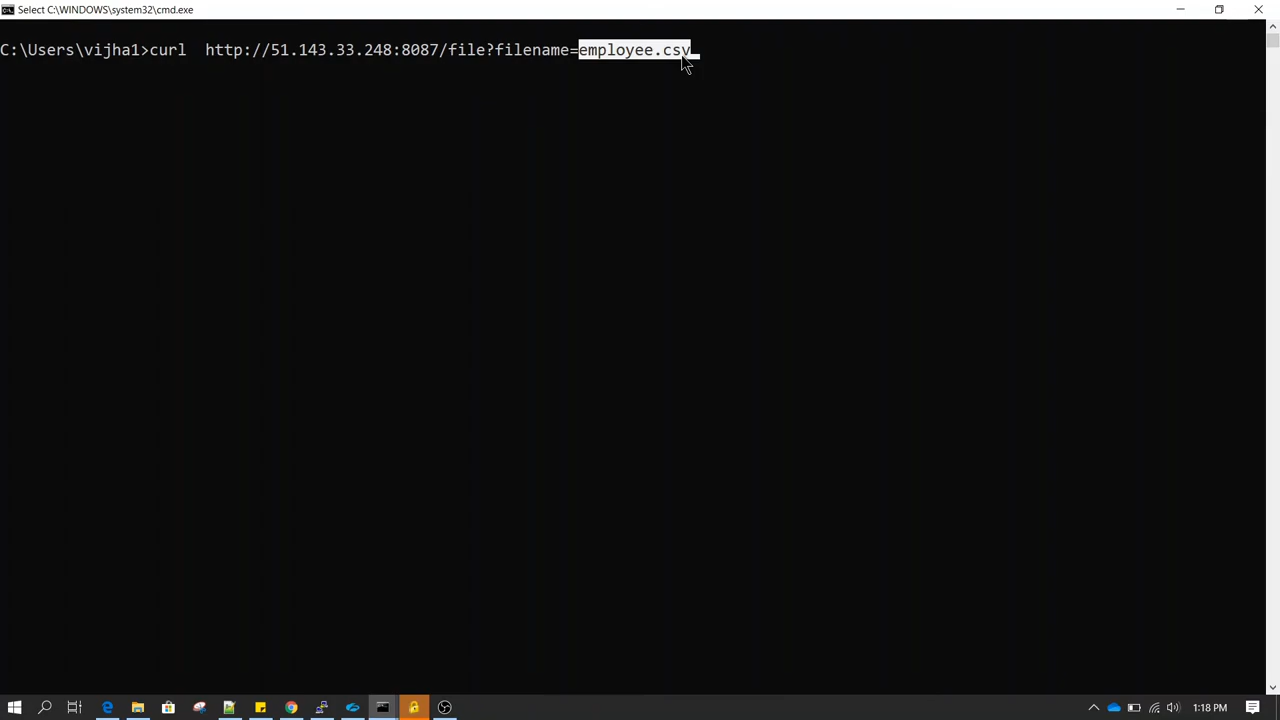 Select C:\WINDOWS\system32\cmd.exe
C:\Users\vijha1>curl  http://51.143.33.248:8087/file?filename=employee.csv
1:18 PM